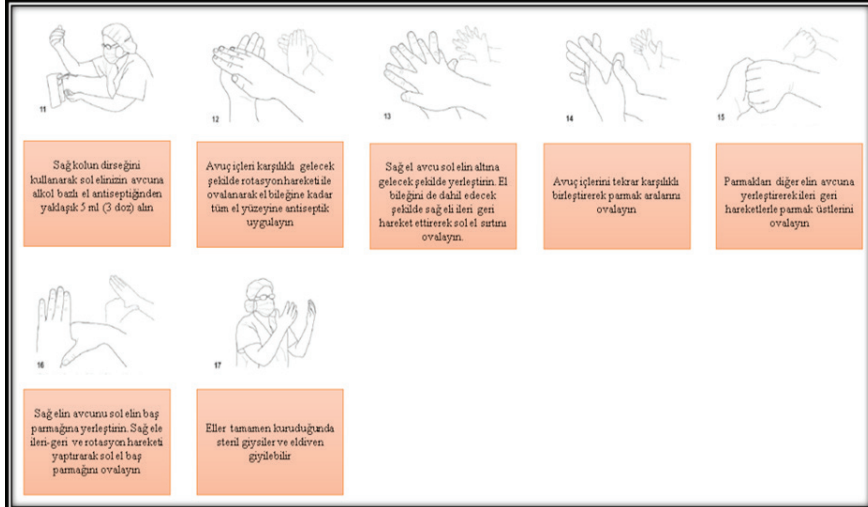 11
12
13
14
15
Sağ kolun dirseğini
kullanarak sol elinizin avcuna
alkol bazlı el antiseptiğinden
yaklaşık 5 ml (3 doz) alın
Avuç içleri karşılıklı gelecek
şekilde rotasyon hareketi ile
ovalanarak el bileğine kadar
tüm el yüzeyine antiseptik
uygulayın
Sağ el avcu sol elin altına
gelecek şekilde yerleştirin. El
bileğini de dahil edecek
şekilde sağ eli ileri geri
hareket ettirerek sol el sırtını
ovalayın.
Avuç içlerini tekrar karşılıklı
birleştirerek parmak aralarını
ovalayın
Parmakları diğer elin avcuna
yerleştirerek ileri geri
hareketlerle parmak üstlerini
ovalayın
16
17
Sağ elin avcunu sol elin baş
parmağına yerleştirin. Sağ ele
ileri-geri ve rotasyon hareketi
yaptırarak sol el baş
parmağını ovalayın
Eller tamamen kuruduğunda
steril giysiler ve eldiven
giyilebilir